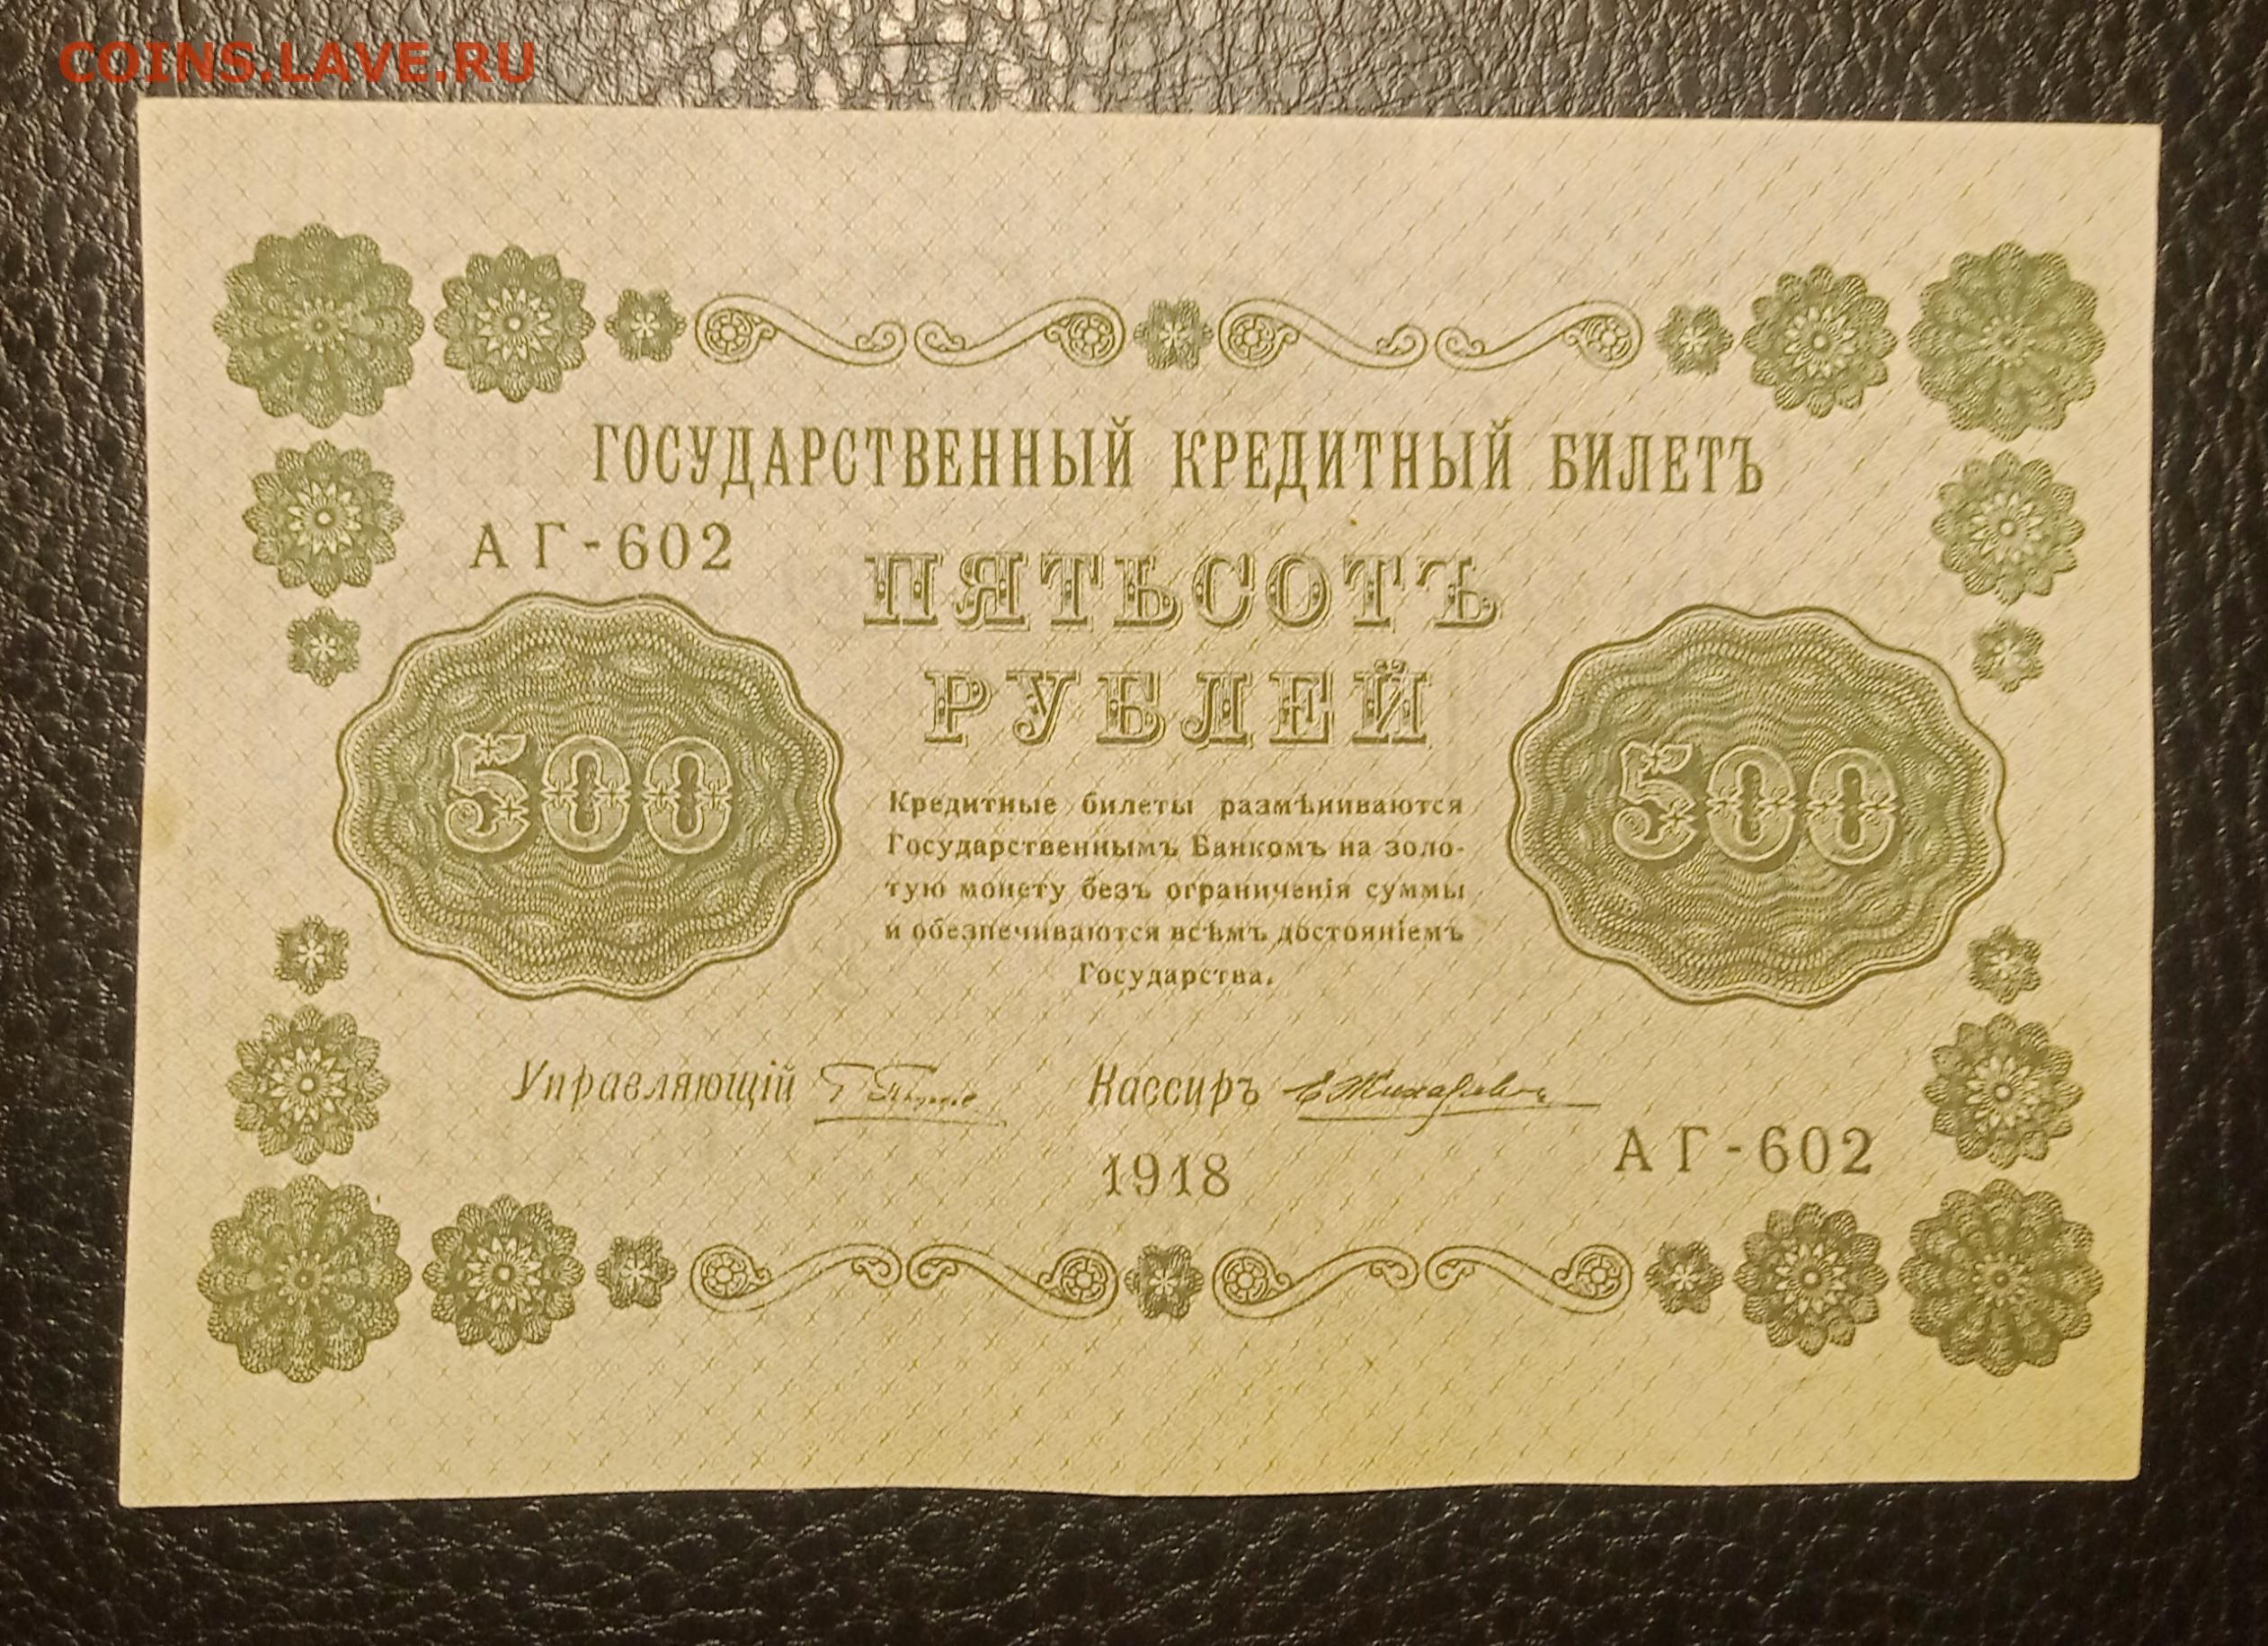 COINS.LAVE.RU
ГОСУДАРСТВЕННЫЙ КРЕДИТНЫЙ БИЛЕТЪ
АГ-602
ПЯТЬСОТЪ
РУБЛЕЙ
500
500
Кредитные билеты размѣниваются
Государственнымъ Банкомъ на золо-
тую монету безъ ограниченія суммы
и обезпечиваются всѣмъ достояніемъ
Государства.
Управляющій Кассиръ
1918
АГ-602